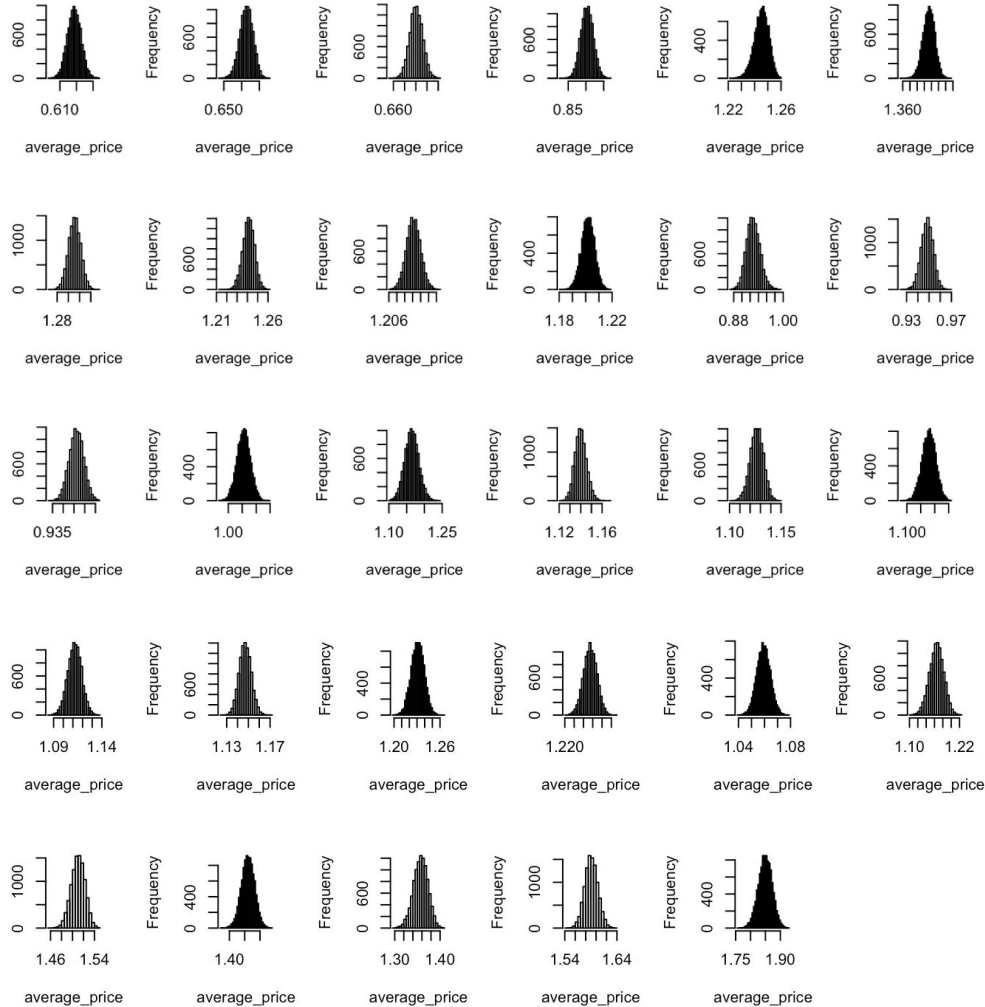 0 600 Frequency 0 600 Frequency 0 600 Frequency 0 600 Frequency 0 400 Frequency 0 600
0.610 0.650 0.660 0.85 1.22 1.26 1.360
average_price average_price average_price average_price average_price average_price
0 1000 Frequency 0 600 Frequency 0 600 Frequency 0 400 Frequency 0 600 Frequency 0 1000
1.28 1.21 1.26 1.206 1.18 1.22 0.88 1.00 0.93 0.97
average_price average_price average_price average_price average_price average_price
0 600 Frequency 0 400 Frequency 0 600 Frequency 0 1000 Frequency 0 600 Frequency 0 400
0.935 1.00 1.10 1.25 1.12 1.16 1.10 1.15 1.100
average_price average_price average_price average_price average_price average_price
0 600 Frequency 0 600 Frequency 0 400 Frequency 0 600 Frequency 0 400 Frequency 0 600
1.09 1.14 1.13 1.17 1.20 1.26 1.220 1.04 1.08 1.10 1.22
average_price average_price average_price average_price average_price average_price
0 1000 Frequency 0 400 Frequency 0 600 Frequency 0 1000 Frequency 0 400
1.46 1.54 1.40 1.30 1.40 1.54 1.64 1.75 1.90
average_price average_price average_price average_price average_price